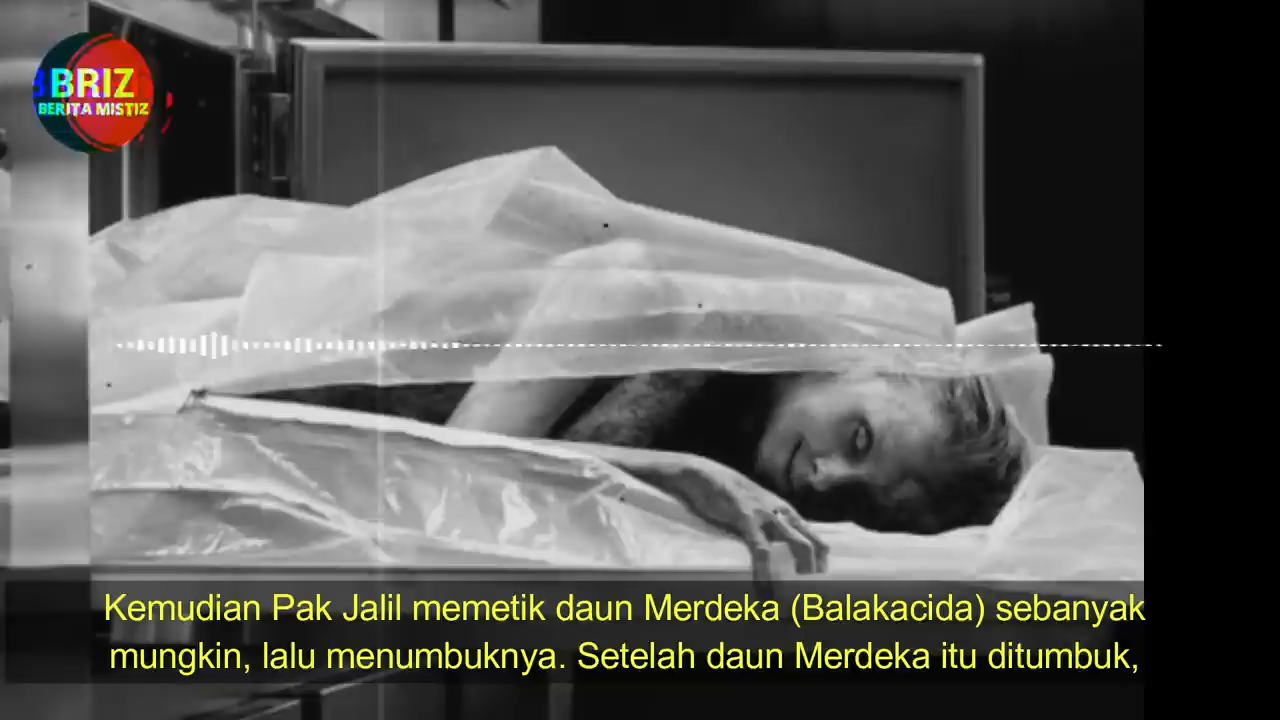 BRIZ
BERITA MISTIZ
Kemudian Pak Jalil memetik daun Merdeka (Balakacida) sebanyak
mungkin, lalu menumbuknya. Setelah daun Merdeka itu ditumbuk,